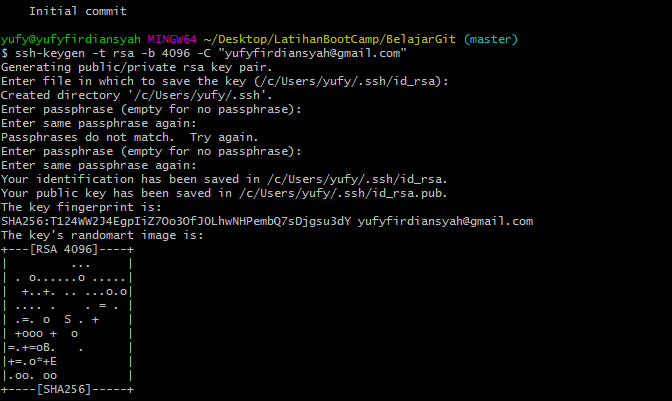 Initial commit
yufy@yufyfirdiansyah MINGW64 ~/Desktop/LatihanBootCamp/BelajarGit (master)
$ ssh-keygen -t rsa -b 4096 -C "yufyfirdiansyah@gmail.com"
Generating public/private rsa key pair.
Enter file in which to save the key (/c/Users/yufy/.ssh/id_rsa):
Created directory '/c/Users/yufy/.ssh'.
Enter passphrase (empty for no passphrase):
Enter same passphrase again:
Passphrases do not match.  Try again.
Enter passphrase (empty for no passphrase):
Enter same passphrase again:
Your identification has been saved in /c/Users/yufy/.ssh/id_rsa.
Your public key has been saved in /c/Users/yufy/.ssh/id_rsa.pub.
The key fingerprint is:
SHA256:T124WW2J4EgpIiZ7Oo3OfJOLhwNHPembQ7sDjgsu3dY yufyfirdiansyah@gmail.com
The key's randomart image is:
+---[RSA 4096]----+
|        ...      |
| . o......o .....|
|  +..+. .. ...o.o|
| .... .    . = . |
| .=. o  S . +    |
| +ooo +  o       |
|=.+=oB.   .      |
|+=.o*+E          |
|.oo. oo          |
+----[SHA256]-----+